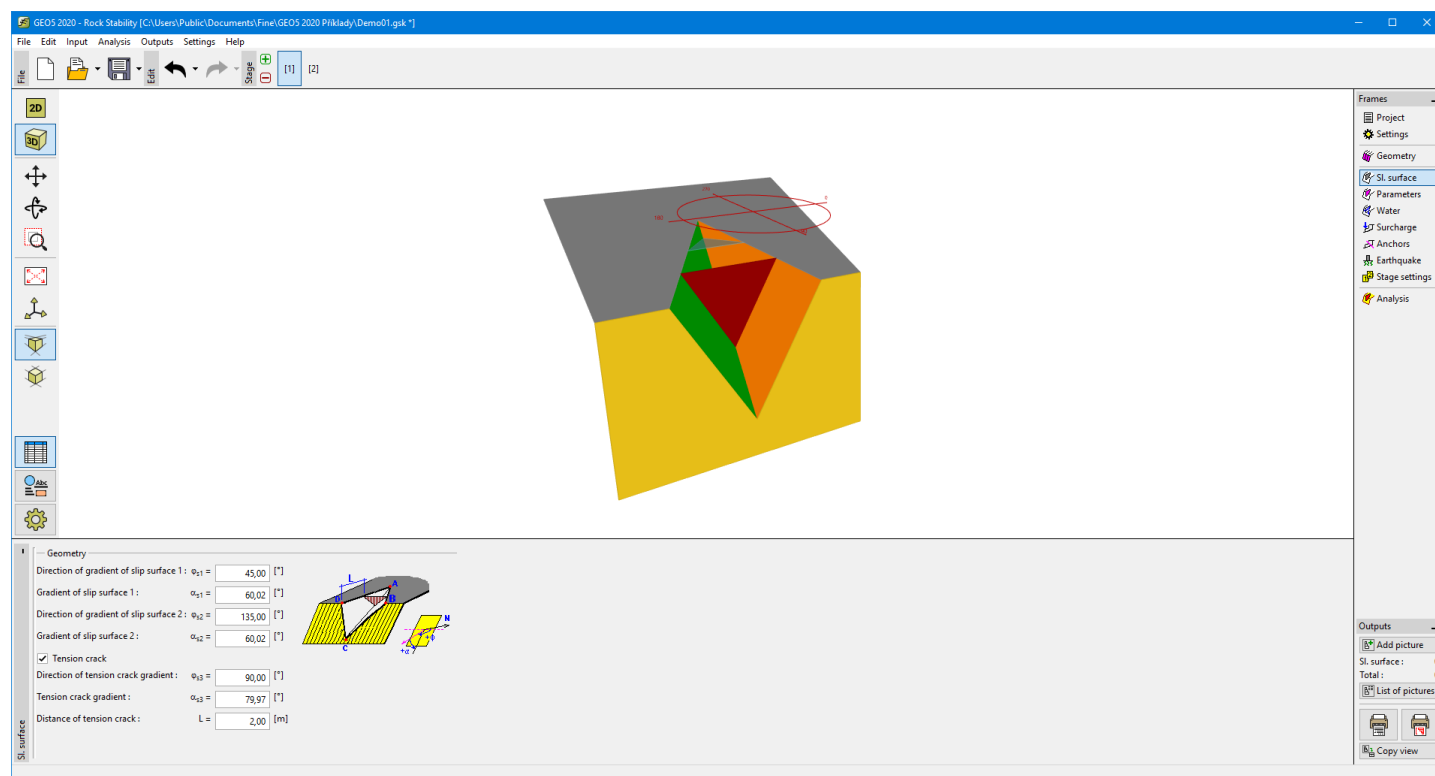 GEO5 2020 - Rock Stability [C:\Users\Public\Documents\Fine\GEO5 2020 Příklady\Demo01.gsk *]
File Edit Input Analysis Outputs Settings Help
File
Edit
Stage
[1] [2]
2D
3D
Abc
270
0
180
90
Frames
Project
Settings
Geometry
Sl. surface
Parameters
Water
Surcharge
Anchors
Earthquake
Stage settings
Analysis
Sl. surface
Geometry
Direction of gradient of slip surface 1 : φs1 = 45,00 [°]
Gradient of slip surface 1 : αs1 = 60,02 [°]
Direction of gradient of slip surface 2 : φs2 = 135,00 [°]
Gradient of slip surface 2 : αs2 = 60,02 [°]
Tension crack
Direction of tension crack gradient : φs3 = 90,00 [°]
Tension crack gradient : αs3 = 79,97 [°]
Distance of tension crack : L = 2,00 [m]
L
A
D
B
C
N
+ϕ
+α
Outputs
Add picture
Sl. surface :
Total :
List of pictures
Copy view